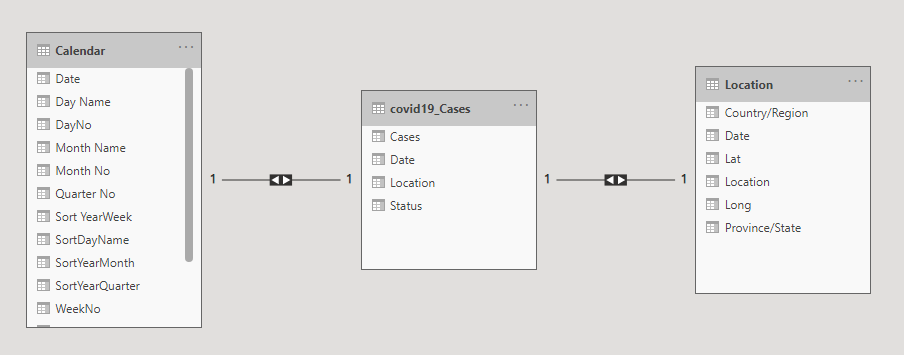 Calendar
Date
Day Name
DayNo
Month Name
Month No
Quarter No
Sort YearWeek
SortDayName
SortYearMonth
SortYearQuarter
WeekNo
1
1
covid19_Cases
Cases
Date
Location
Status
1
1
Location
Country/Region
Date
Lat
Location
Long
Province/State